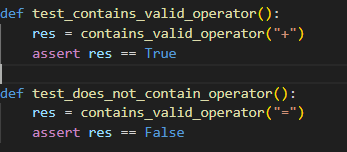 def test_contains_valid_operator():
    res = contains_valid_operator("+")
    assert res == True
def test_does_not_contain_operator():
    res = contains_valid_operator("=")
    assert res == False